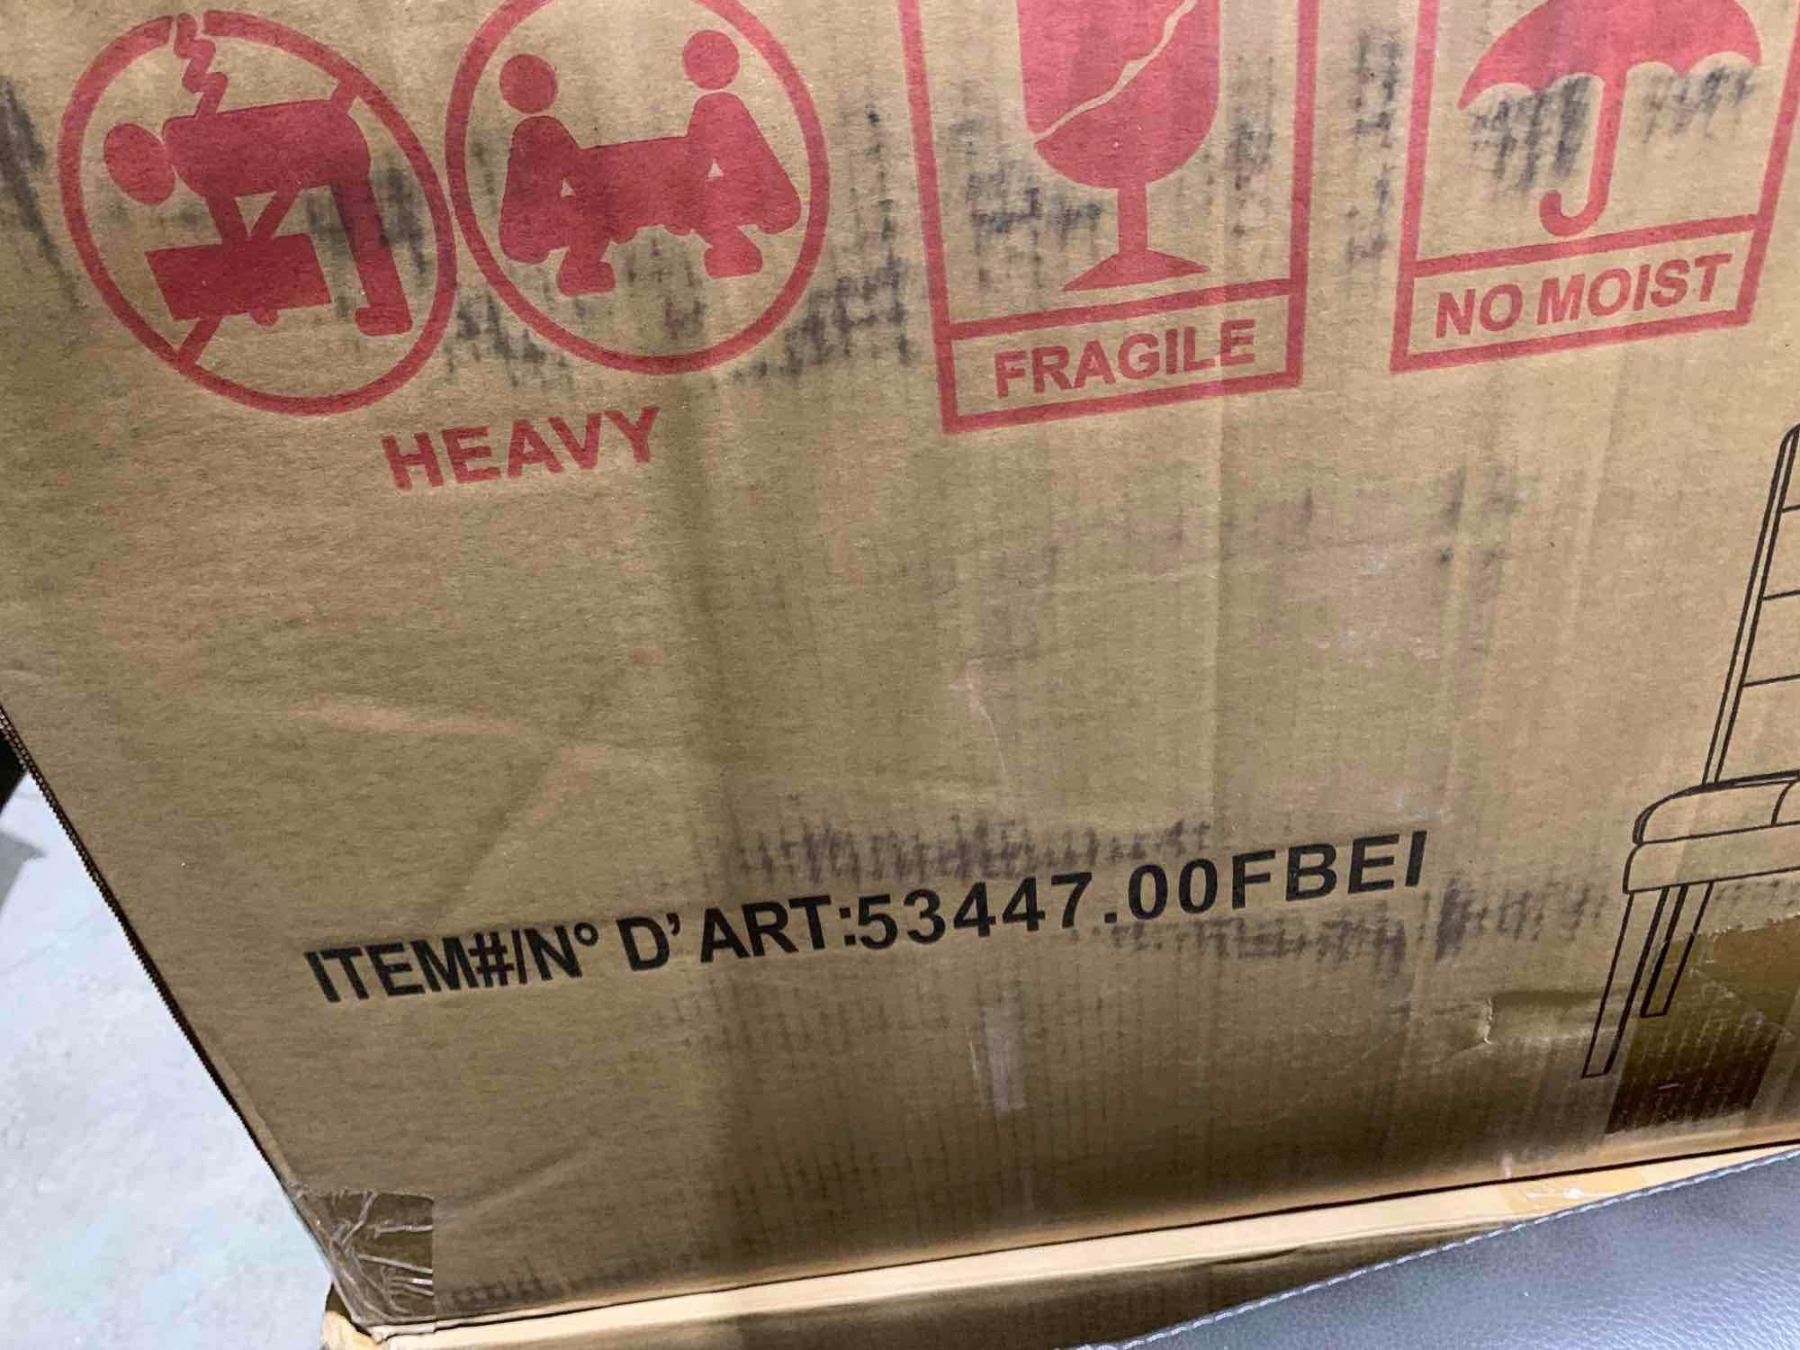 HEAVY
FRAGILE
NO MOIST
ITEM#/N° D'ART:53447.00FBEI